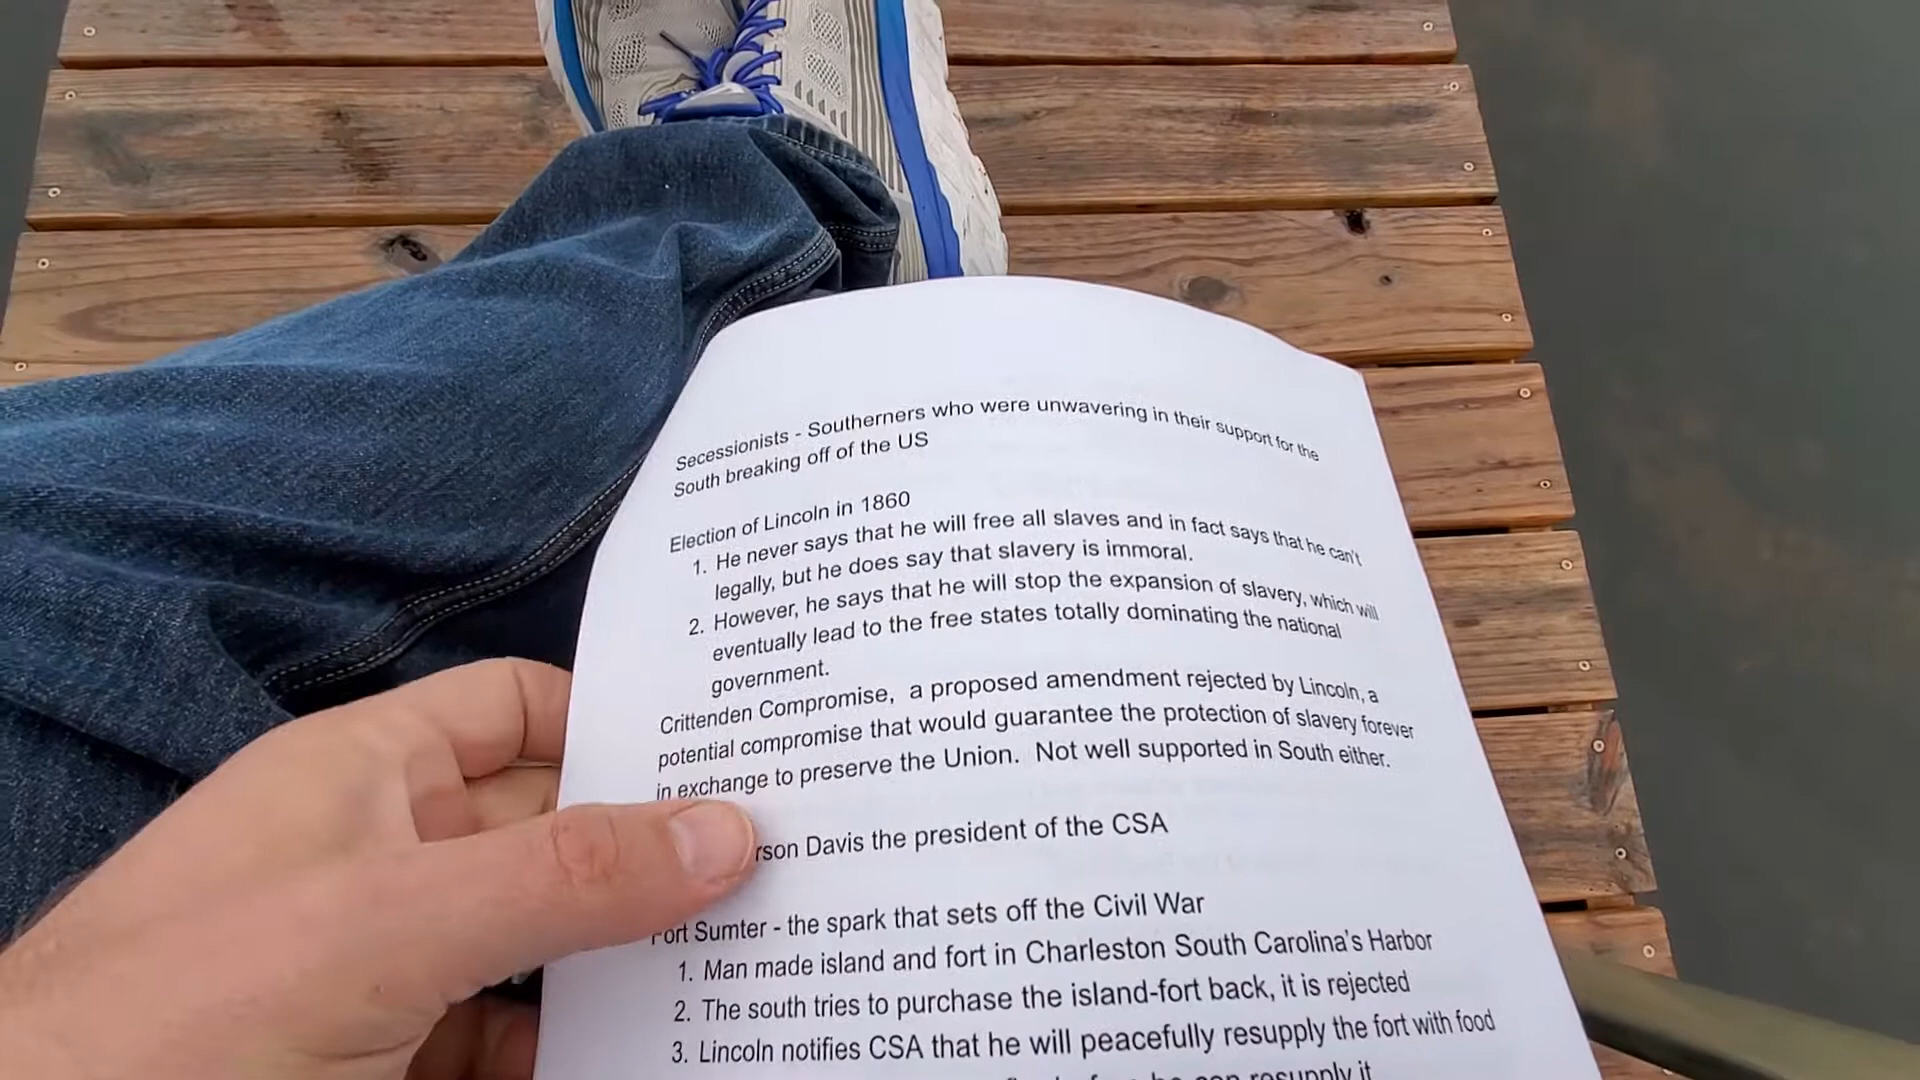 Secessionists - Southerners who were unwavering in their support for the
South breaking off of the US
Election of Lincoln in 1860
1. He never says that he will free all slaves and in fact says that he can't
legally, but he does say that slavery is immoral.
2. However, he says that he will stop the expansion of slavery, which will
eventually lead to the free states totally dominating the national
government.
Crittenden Compromise, a proposed amendment rejected by Lincoln, a
potential compromise that would guarantee the protection of slavery forever
in exchange to preserve the Union. Not well supported in South either.
rson Davis the president of the CSA
Fort Sumter - the spark that sets off the Civil War
1. Man made island and fort in Charleston South Carolina's Harbor
2. The south tries to purchase the island-fort back, it is rejected
3. Lincoln notifies CSA that he will peacefully resupply the fort with food
he can resupply it